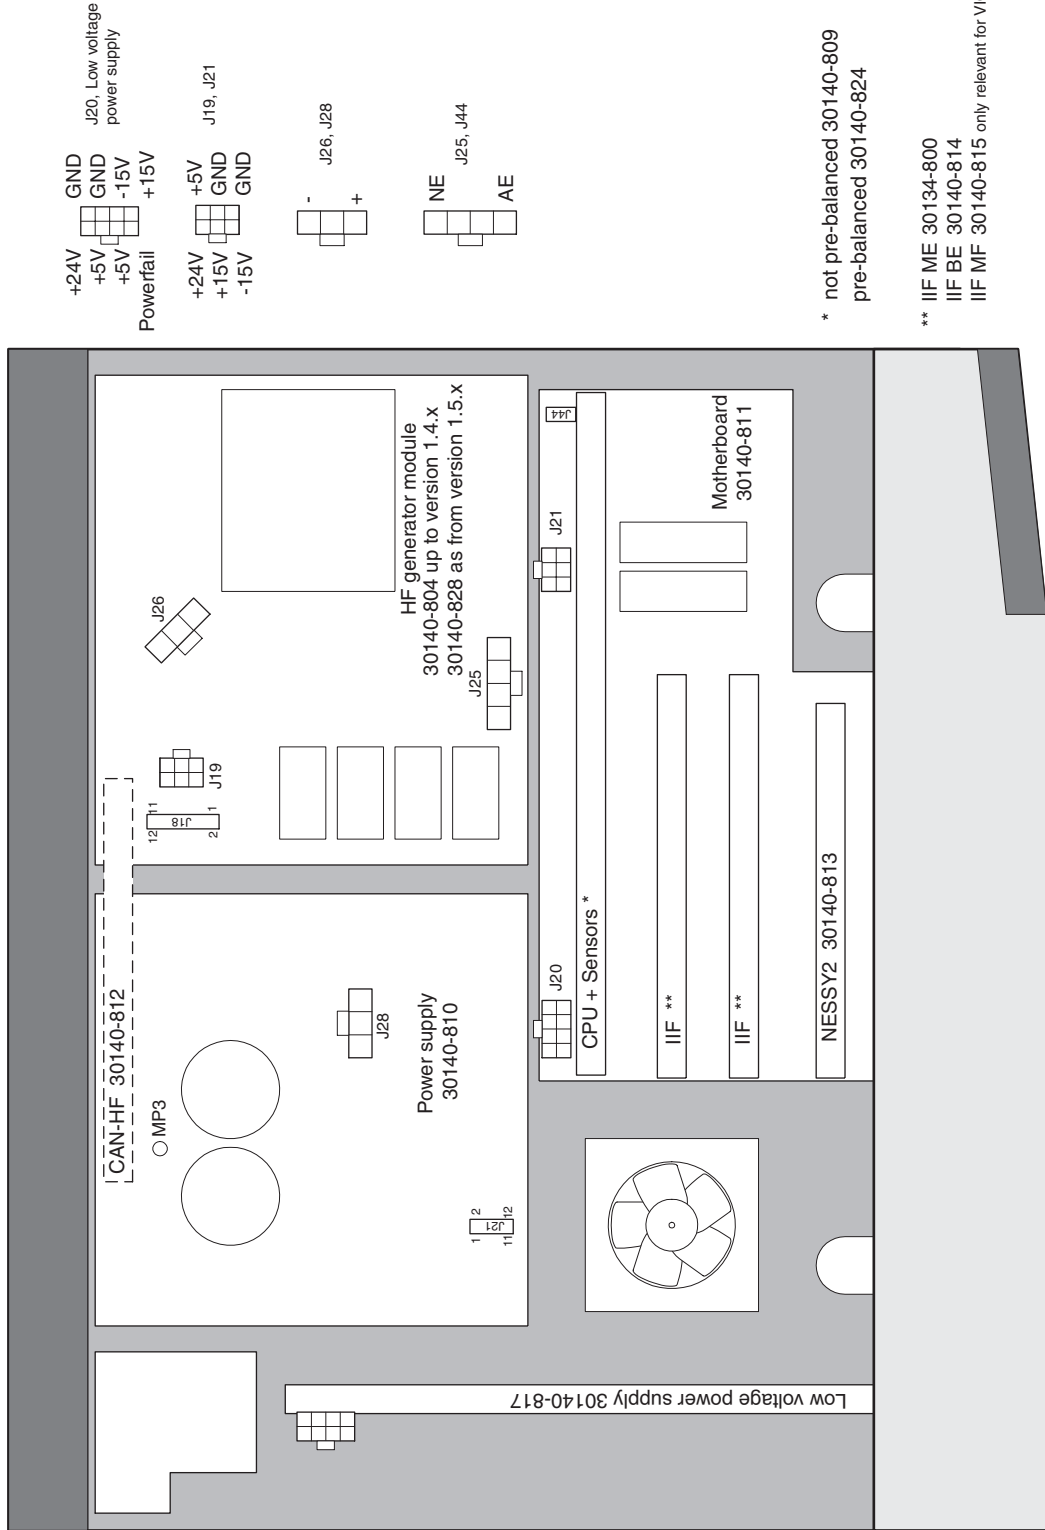 +24V GND
+5V GND
+5V -15V
Powerfail +15V
J20, Low voltage
power supply
+24V +5V
+15V GND
-15V GND
J19, J21
-
+
J26, J28
NE
AE
J25, J44
* not pre-balanced 30140-809
pre-balanced 30140-824
** IIF ME 30134-800
IIF BE 30140-814
IIF MF 30140-815 only relevant for
CAN-HF 30140-812
MP3
J28
Power supply
30140-810
1 2
J21
11 12
12 11
J18
2 1
J19
J26
HF generator module
30140-804 up to version 1.4.x
30140-828 as from version 1.5.x
J25
J20
J21
J44
CPU + Sensors *
IIF **
IIF **
NESSY2 30140-813
Motherboard
30140-811
Low voltage power supply 30140-817